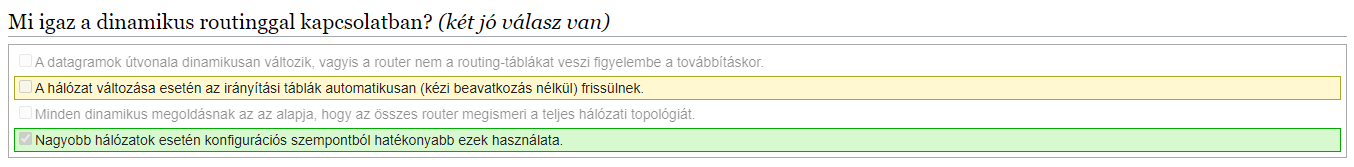 Mi igaz a dinamikus routinggal kapcsolatban? (két jó válasz van)
A datagramok útvonala dinamikusan változik, vagyis a router nem a routing-táblákat veszi figyelembe a továbbításkor.
A hálózat változása esetén az irányítási táblák automatikusan (kézi beavatkozás nélkül) frissülnek.
Minden dinamikus megoldásnak az az alapja, hogy az összes router megismeri a teljes hálózati topológiát.
Nagyobb hálózatok esetén konfigurációs szempontból hatékonyabb ezek használata.